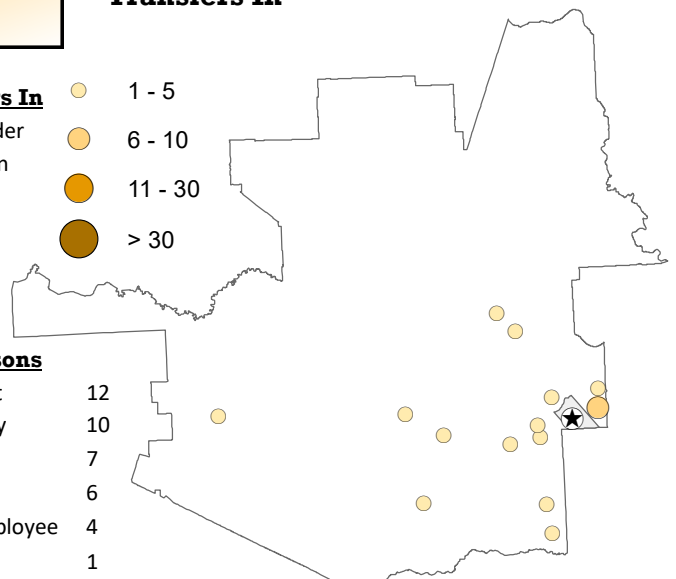 Transfers In
rs In
1 - 5
der
6 - 10
n
11 - 30
> 30
sons
t 12
y 10
7
6
ployee 4
1